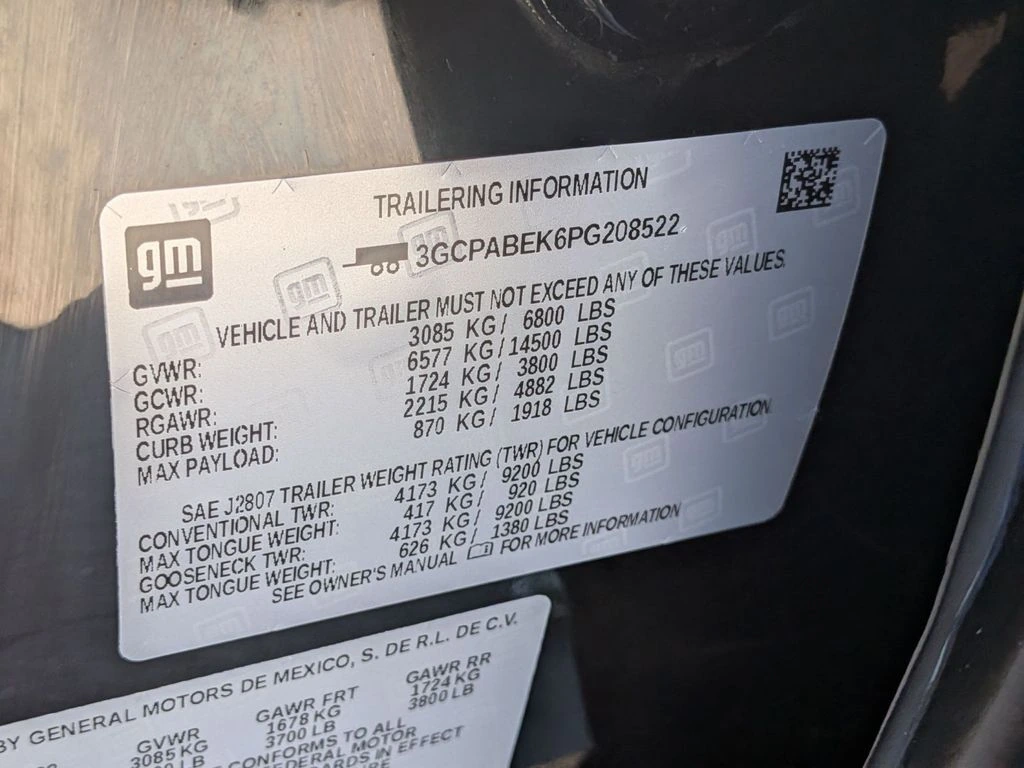 TRAILERING INFORMATION
gm
3GCPABEK6PG208522
VEHICLE AND TRAILER MUST NOT EXCEED ANY OF THESE VALUES.
GVWR: 3085 KG/ 6800 LBS
GCWR: 6577 KG/14500 LBS
RGAWR: 1724 KG/ 3800 LBS
CURB WEIGHT: 2215 KG/ 4882 LBS
MAX PAYLOAD: 870 KG/ 1918 LBS
SAE J2807 TRAILER WEIGHT RATING (TWR) FOR VEHICLE CONFIGURATION
CONVENTIONAL TWR: 4173 KG/ 9200 LBS
MAX TONGUE WEIGHT: 417 KG/ 920 LBS
GOOSENECK TWR: 4173 KG/ 9200 LBS
MAX TONGUE WEIGHT: 626 KG/ 1380 LBS
SEE OWNER'S MANUAL FOR MORE INFORMATION
BY GENERAL MOTORS DE MEXICO, S. DE R.L. DE C.V.
GVWR GAWR FRT GAWR RR
3085 KG 1678 KG 1724 KG
LB 3700 LB 3800 LB
CONFORMS TO ALL
FEDERAL MOTOR
IN EFFECT